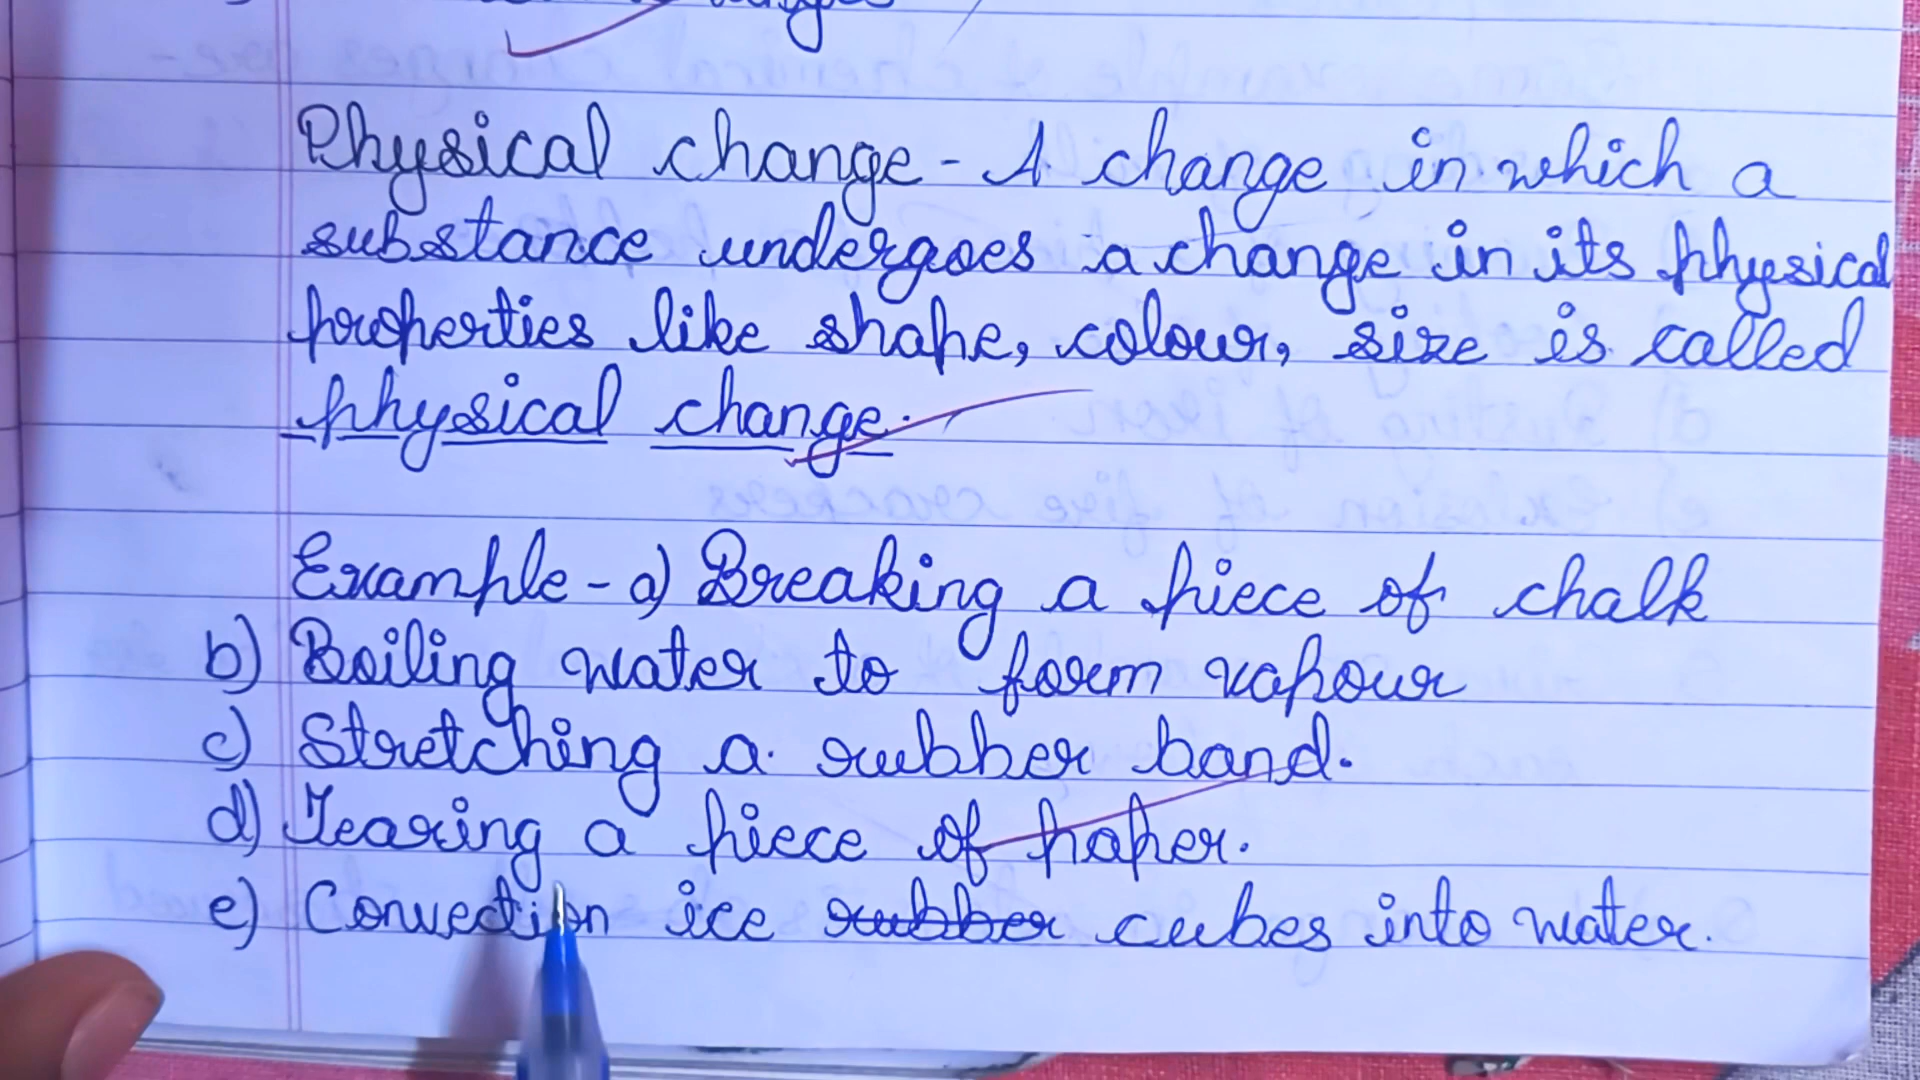 Physical change - A change in which a
substance undergoes a change in its physical
properties like shape, colour, size is called
physical change.
Example - a) Breaking a piece of chalk
b) Boiling water to form vapour
c) Stretching a rubber band.
d) Tearing a piece of paper.
e) Convection ice rubber cubes into water.